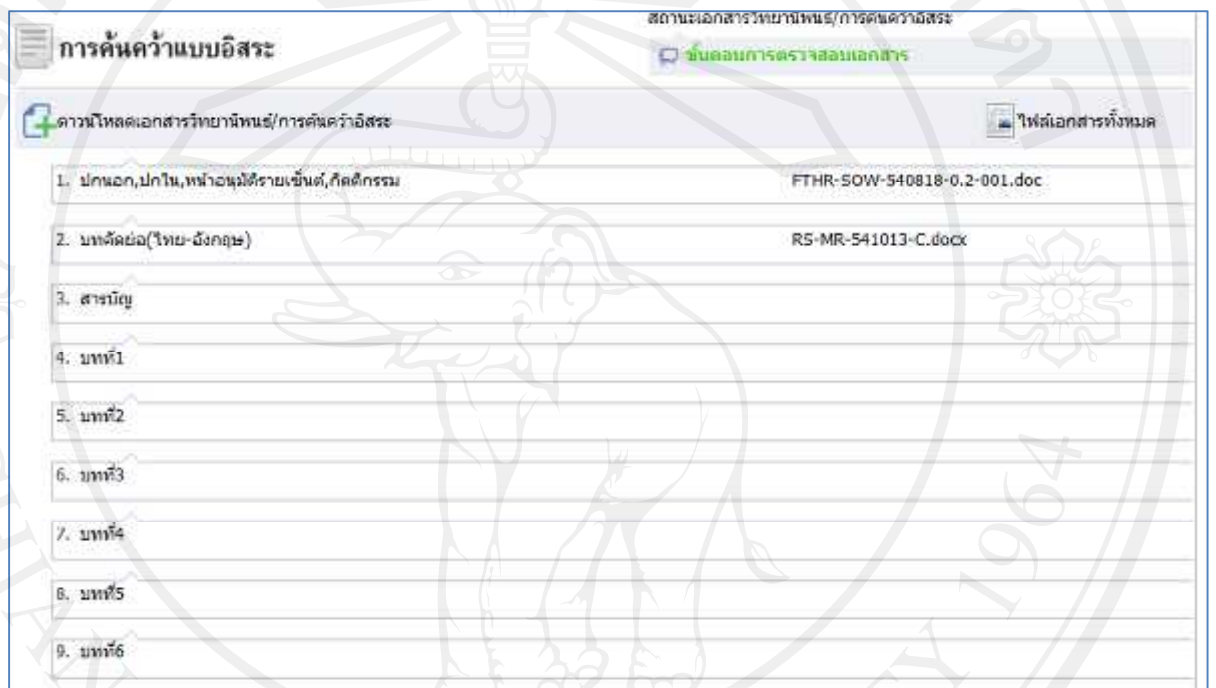 สถานะเอกสารวิทยานิพนธ์/การค้นคว้าอิสระ
การค้นคว้าแบบอิสระ
ขั้นตอนการตรวจสอบเอกสาร
ดาวน์โหลดเอกสารวิทยานิพนธ์/การค้นคว้าอิสระ
ไฟล์เอกสารทั้งหมด
1. ปกนอก,ปกใน,หน้าอนุมัติรายเซ็นต์,กิตติกรรม FTHR-SOW-540818-0.2-001.doc
2. บทคัดย่อ(ไทย-อังกฤษ) RS-MR-541013-C.docx
3. สารบัญ
4. บทที่1
5. บทที่2
6. บทที่3
7. บทที่4
8. บทที่5
9. บทที่6
1964